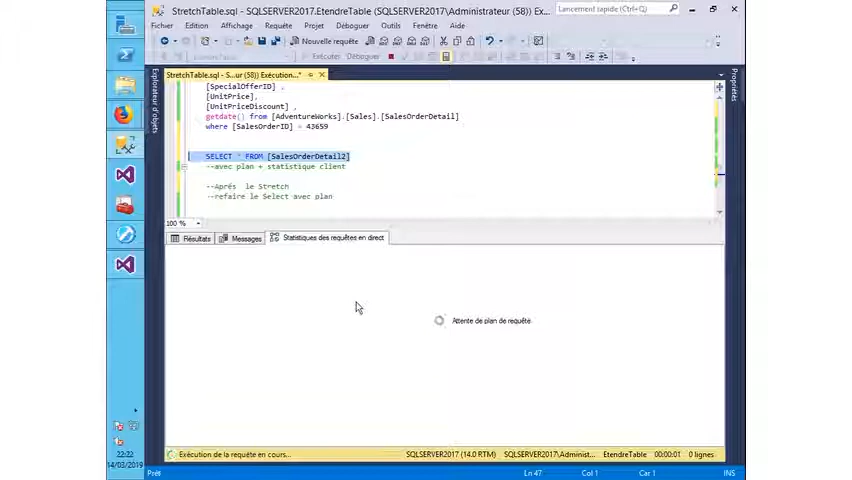 StretchTable.sql - SQLSERVER2017.EtendreTable (SQLSERVER2017\Administrateur (58)) Ex...
Lancement rapide (Ctrl+Q)
Fichier Edition Affichage Requête Projet Déboguer Outils Fenêtre Aide
Nouvelle requête
Exécuter Déboguer
StretchTable.sql - S...ur (58)) Exécution...*
Explorateur d'objets
Propriétés
[SpecialOfferID] ,
[UnitPrice],
[UnitPriceDiscount] ,
getdate() from [AdventureWorks].[Sales].[SalesOrderDetail]
where [SalesOrderID] = 43659
SELECT * FROM [SalesOrderDetail2]
--avec plan + statistique client
--Aprés le Stretch
--refaire le Select avec plan
100 %
Résultats Messages Statistiques des requêtes en direct
Attente de plan de requête
Exécution de la requête en cours... SQLSERVER2017 (14.0 RTM) SQLSERVER2017\Administ... EtendreTable 00:00:01 0 lignes
Prêt Ln 47 Col 1 Car 1 INS
22:22
14/03/2019